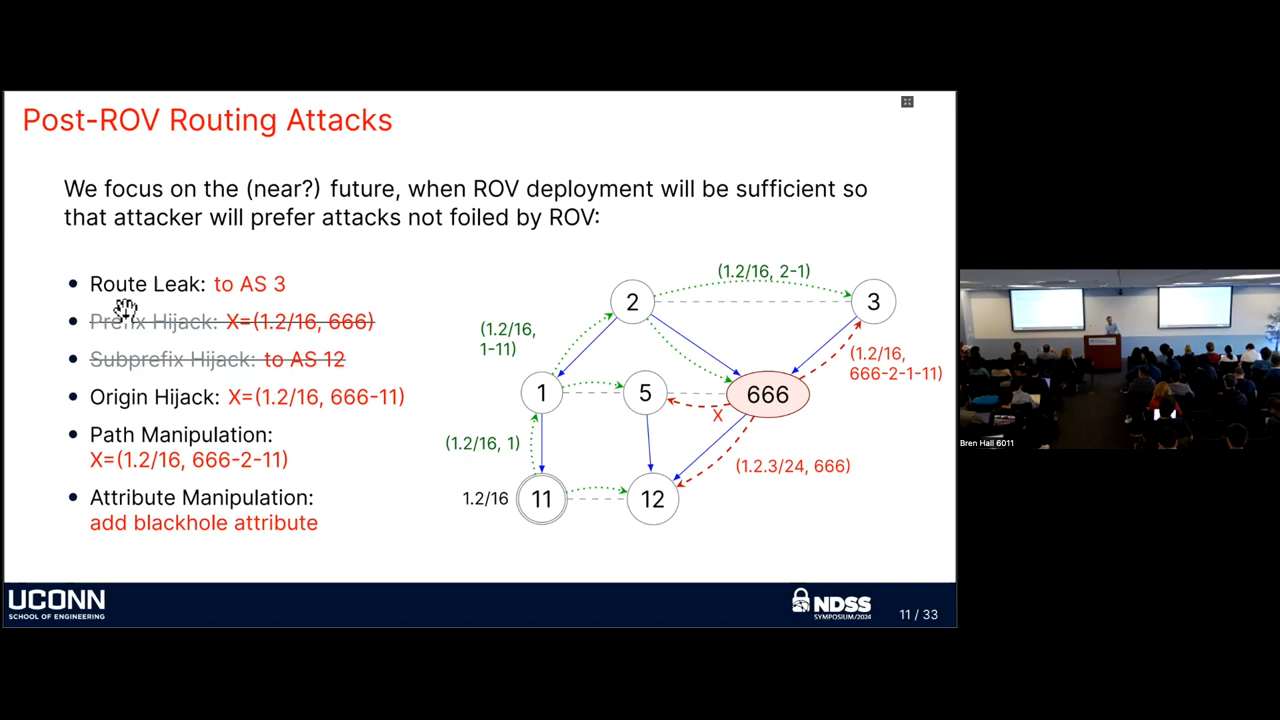 Post-ROV Routing Attacks
We focus on the (near?) future, when ROV deployment will be sufficient so
that attacker will prefer attacks not foiled by ROV:
Route Leak: to AS 3
Prefix Hijack: X=(1.2/16, 666)
Subprefix Hijack: to AS 12
Origin Hijack: X=(1.2/16, 666-11)
Path Manipulation:
X=(1.2/16, 666-2-11)
Attribute Manipulation:
add blackhole attribute
(1.2/16, 2-1)
2
3
(1.2/16,
1-11)
(1.2/16,
666-2-1-11)
1
5
666
X
(1.2/16, 1)
(1.2.3/24, 666)
1.2/16
11
12
UCONN
SCHOOL OF ENGINEERING
NDSS
SYMPOSIUM/2024
11 / 33
Bren Hall 6011